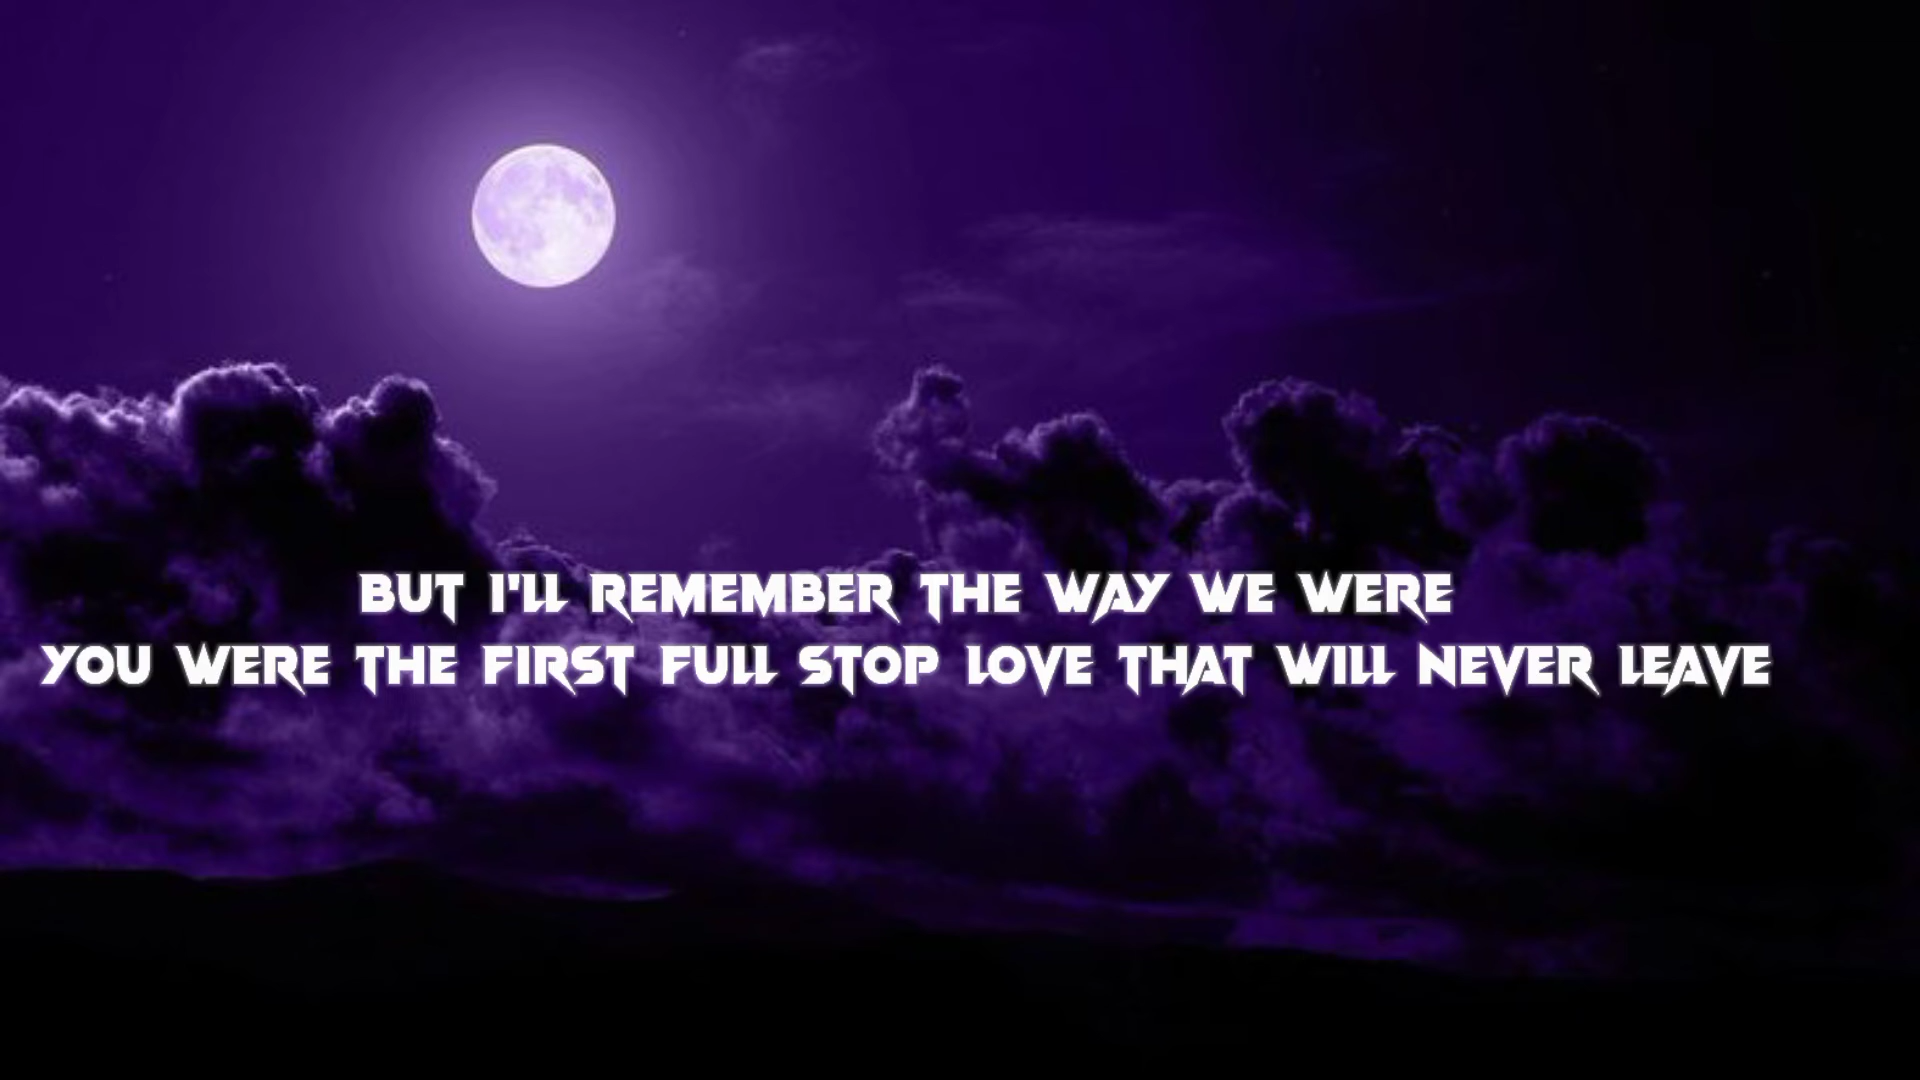 BUT I'LL REMEMBER THE WAY WE WERE
YOU WERE THE FIRST FULL STOP LOVE THAT WILL NEVER LEAVE